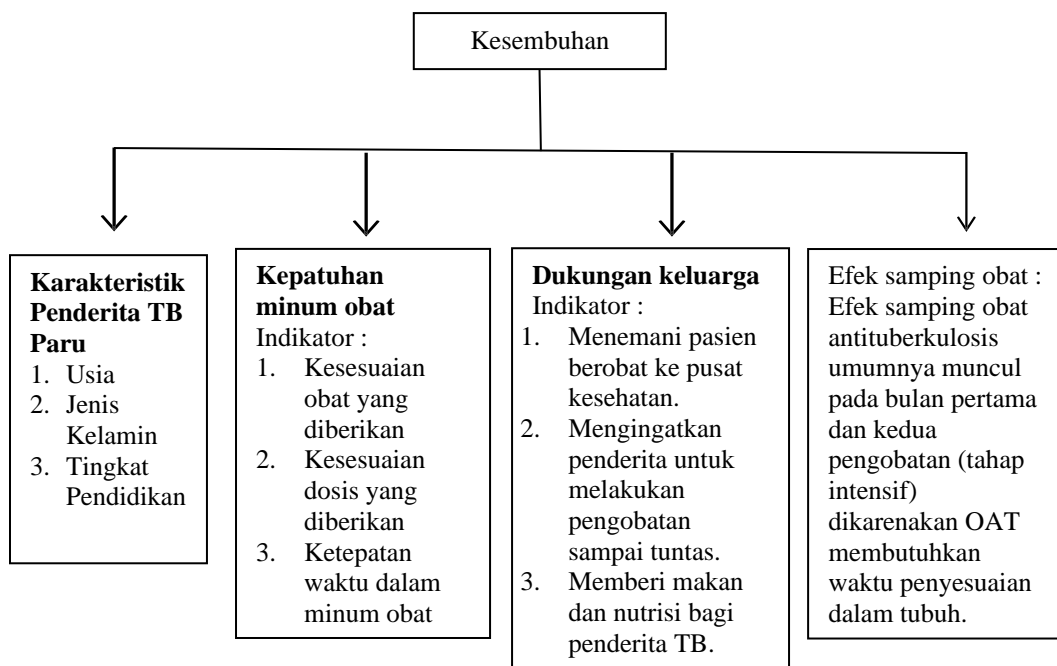 Kesembuhan
Karakteristik
Penderita TB
Paru
1. Usia
2. Jenis
Kelamin
3. Tingkat
Pendidikan
Kepatuhan
minum obat
Indikator :
1. Kesesuaian
obat yang
diberikan
2. Kesesuaian
dosis yang
diberikan
3. Ketepatan
waktu dalam
minum obat
Dukungan keluarga
Indikator :
1. Menemani pasien
berobat ke pusat
kesehatan.
2. Mengingatkan
penderita untuk
melakukan
pengobatan
sampai tuntas.
3. Memberi makan
dan nutrisi bagi
penderita TB.
Efek samping obat :
Efek samping obat
antituberkulosis
umumnya muncul
pada bulan pertama
dan kedua
pengobatan (tahap
intensif)
dikarenakan OAT
membutuhkan
waktu penyesuaian
dalam tubuh.